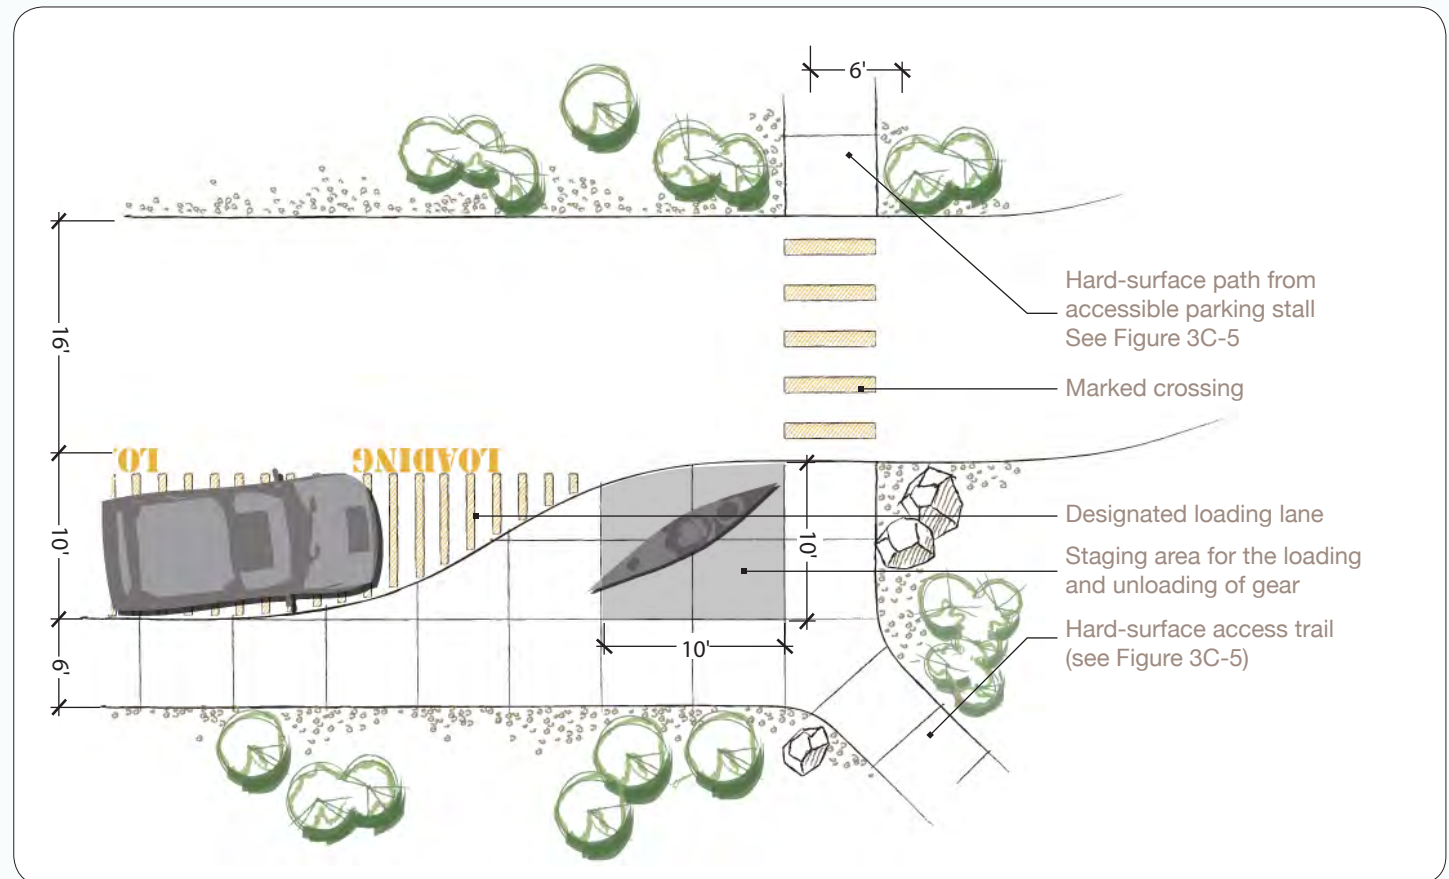 6'
Hard-surface path from
accessible parking stall
See Figure 3C-5
16'
Marked crossing
LO
LOADING
Designated loading lane
10'
10'
Staging area for the loading
and unloading of gear
Hard-surface access trail
(see Figure 3C-5)
10'
6'